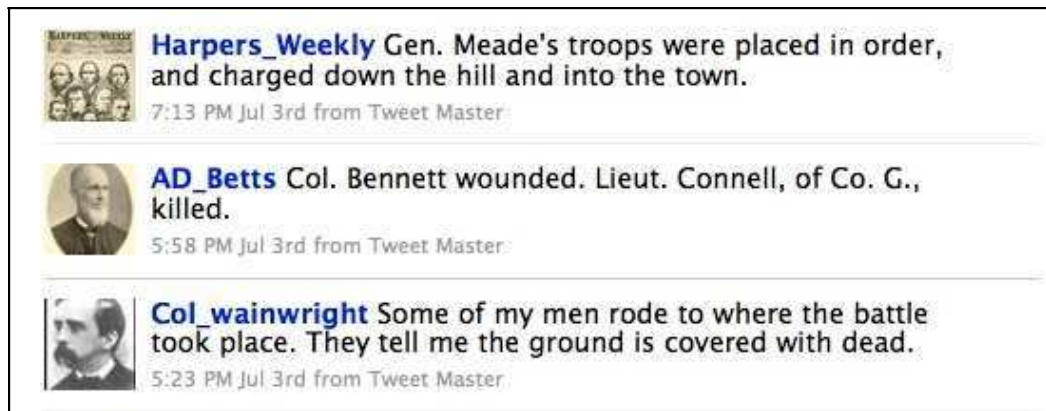 HARPERS WEEKLY
Harpers_Weekly Gen. Meade's troops were placed in order,
and charged down the hill and into the town.
7:13 PM Jul 3rd from Tweet Master
AD_Betts Col. Bennett wounded. Lieut. Connell, of Co. G.,
killed.
5:58 PM Jul 3rd from Tweet Master
Col_wainwright Some of my men rode to where the battle
took place. They tell me the ground is covered with dead.
5:23 PM Jul 3rd from Tweet Master